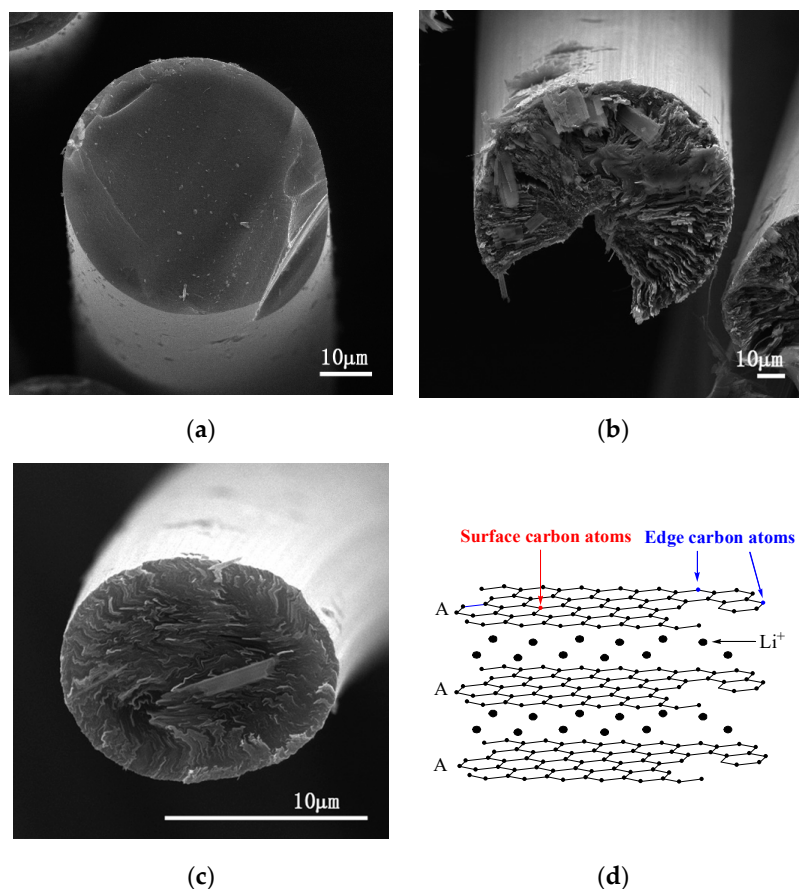 10μm
10μm
(a)
(b)
10μm
Surface carbon atoms
Edge carbon atoms
A
Li+
A
A
(c)
(d)